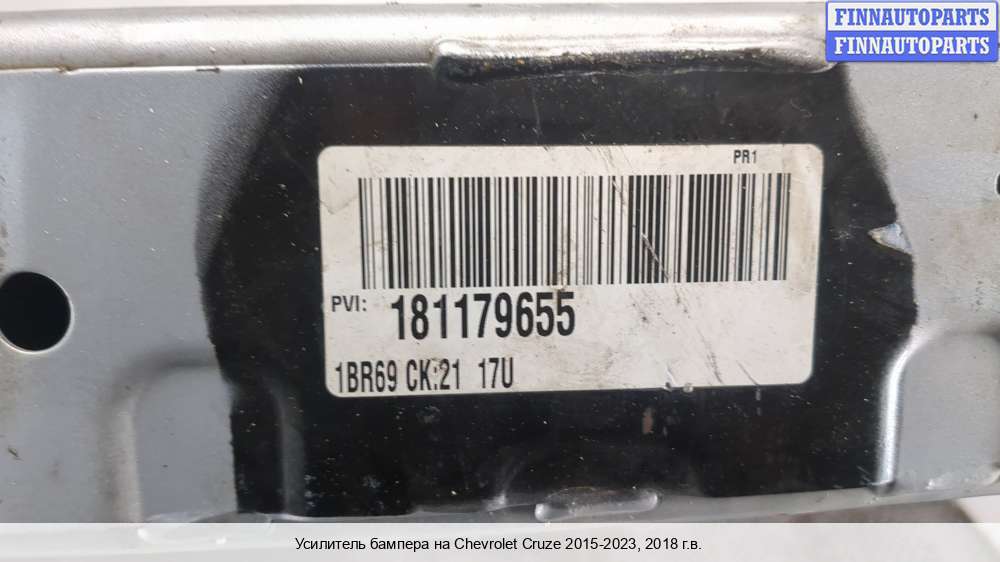 FINNAUTOPARTS
FINNAUTOPARTS
PR1
PVI: 181179655
1BR69 CK:21 17U
Усилитель бампера на Chevrolet Cruze 2015-2023, 2018 г.в.